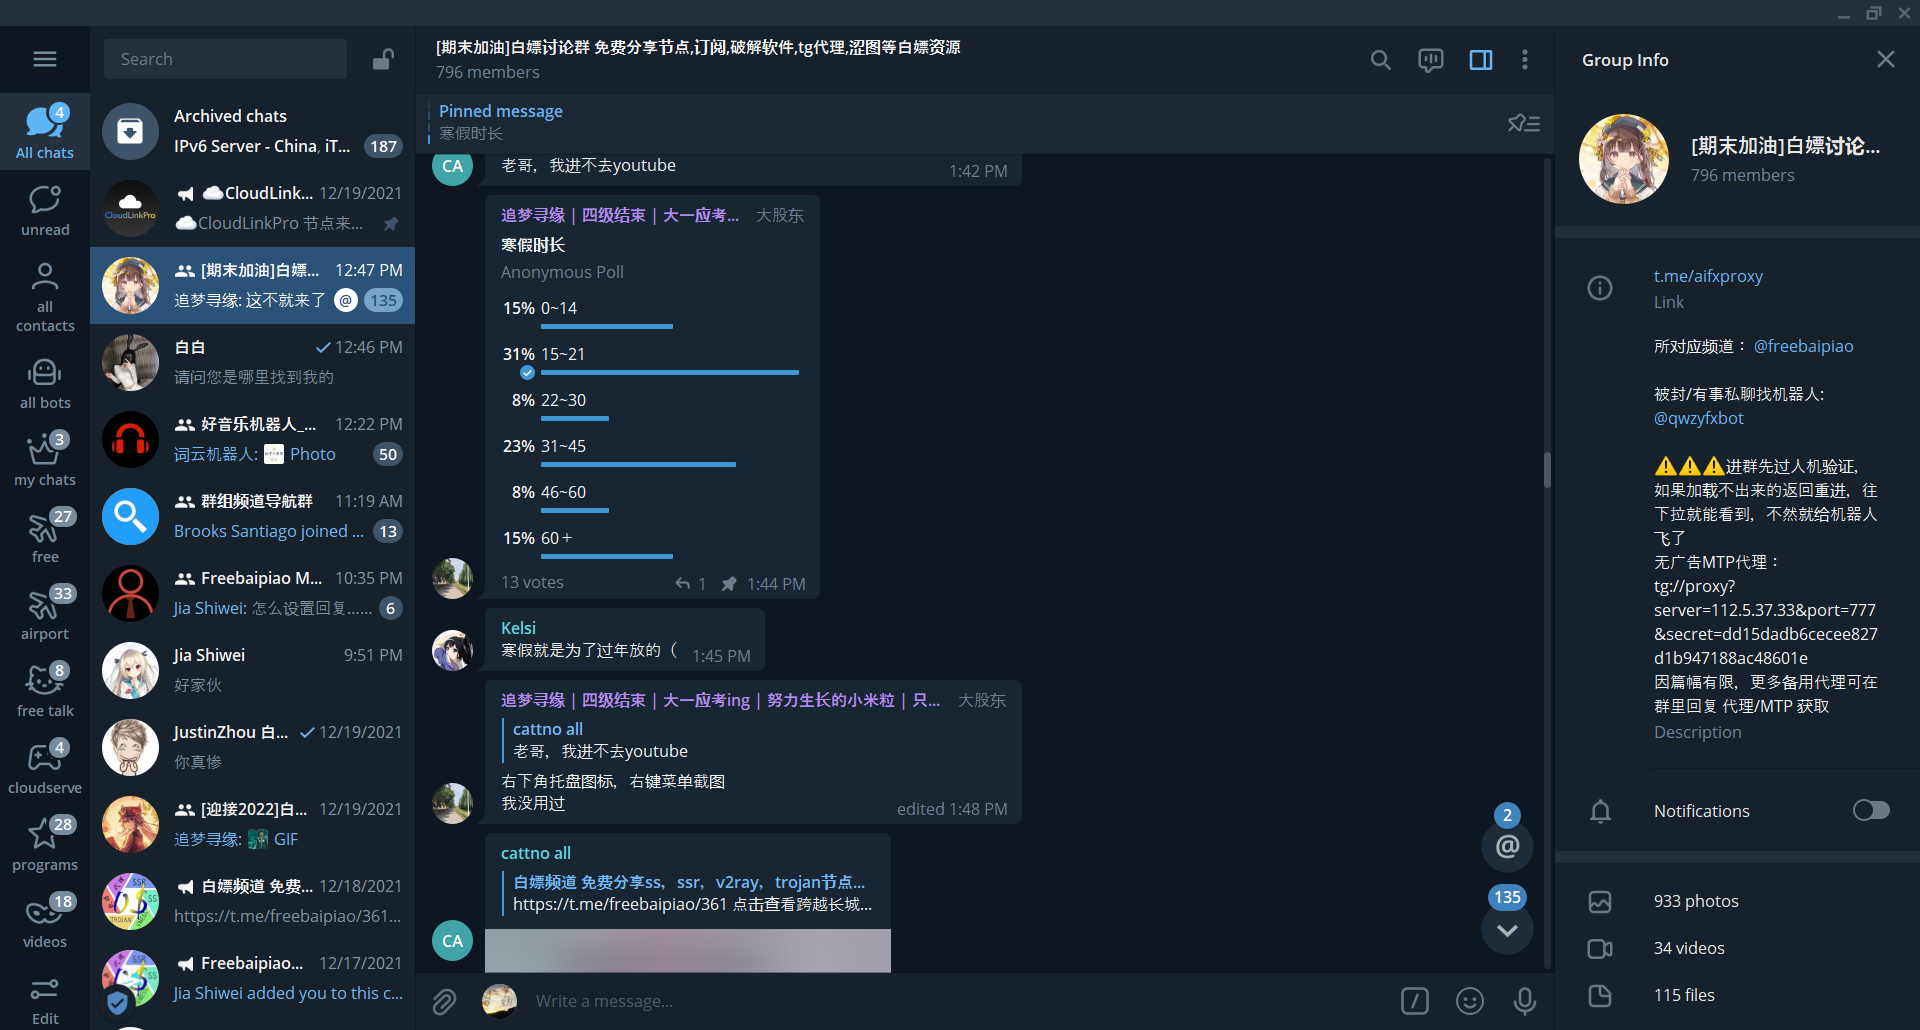 All chats
4
unread
all
contacts
all bots
my chats
3
free
27
airport
33
free talk
8
cloudserve
4
programs
28
videos
18
Edit
Search
Archived chats
IPv6 Server - China, iT...
187
CloudLink... 12/19/2021
CloudLinkPro 节点来...
CloudLinkPro
[期末加油]白嫖... 12:47 PM
追梦寻缘: 这不就来了 @ 135
白白 12:46 PM
请问您是哪里找到我的
好音乐机器人_... 12:22 PM
词云机器人: Photo 50
群组频道导航群 11:19 AM
Brooks Santiago joined ... 13
Freebaipiao M... 10:35 PM
Jia Shiwei: 怎么设置回复...... 6
Jia Shiwei 9:51 PM
好家伙
JustinZhou 白... 12/19/2021
你真惨
[迎接2022]白... 12/19/2021
追梦寻缘: GIF
白嫖频道 免费... 12/18/2021
https://t.me/freebaipiao/361...
Freebaipiao... 12/17/2021
Jia Shiwei added you to this c...
[期末加油]白嫖讨论群 免费分享节点,订阅,破解软件,tg代理,涩图等白嫖资源
796 members
Pinned message
寒假时长
CA
老哥，我进不去youtube
1:42 PM
追梦寻缘 | 四级结束 | 大一应考... 大股东
寒假时长
Anonymous Poll
15% 0~14
31% 15~21
8% 22~30
23% 31~45
8% 46~60
15% 60+
13 votes 1 1:44 PM
Kelsi
寒假就是为了过年放的（ 1:45 PM
追梦寻缘 | 四级结束 | 大一应考ing | 努力生长的小米粒 | 只... 大股东
cattno all
老哥，我进不去youtube
右下角托盘图标，右键菜单截图
我没用过
edited 1:48 PM
cattno all
白嫖频道 免费分享ss，ssr，v2ray，trojan节点...
https://t.me/freebaipiao/361 点击查看跨越长城...
CA
2
@
135
Write a message...
Group Info
[期末加油]白嫖讨论...
796 members
t.me/aifxproxy
Link
所对应频道： @freebaipiao
被封/有事私聊找机器人:
@qwzyfxbot
⚠️⚠️⚠️进群先过人机验证，
如果加载不出来的返回重进，往
下拉就能看到，不然就给机器人
飞了
无广告MTP代理：
tg://proxy?
server=112.5.37.33&port=777
&secret=dd15dadb6cecee827
d1b947188ac48601e
因篇幅有限，更多备用代理可在
群里回复 代理/MTP 获取
Description
Notifications
933 photos
34 videos
115 files